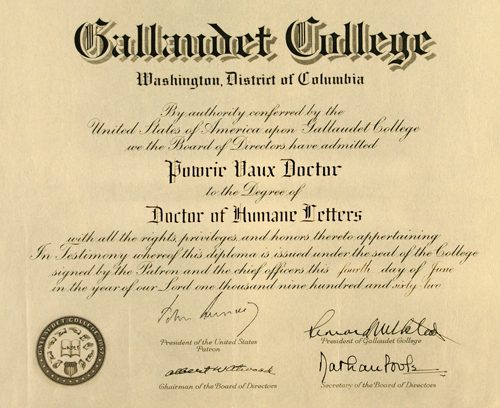 Gallaudet College
Washington, District of Columbia
By authority conferred by the
United States of America upon Gallaudet College
we the Board of Directors have admitted
Powrie Vaux Doctor
to the Degree of
Doctor of Humane Letters
with all the rights, privileges, and honors thereto appertaining
In Testimony whereof this diploma is issued under the seal of the College
signed by the Patron and the chief officers this fourth day of June
in the year of our Lord one thousand nine hundred and sixty-two
President of the United States
Patron
President of Gallaudet College
Chairman of the Board of Directors
Secretary of the Board of Directors
GALLAUDET COLLEGE